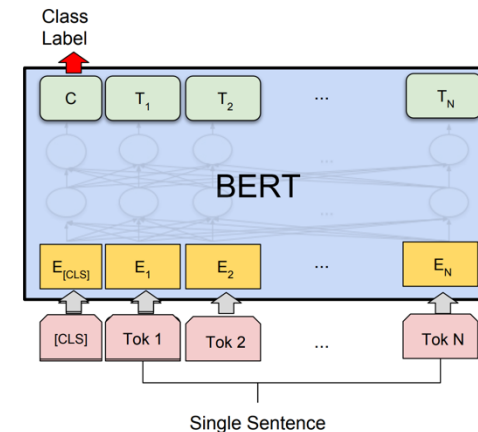 Class
Label
C T1 T2 ... TN
...
BERT
...
E[CLS] E1 E2 ... EN
[CLS] Tok 1 Tok 2 ... Tok N
Single Sentence